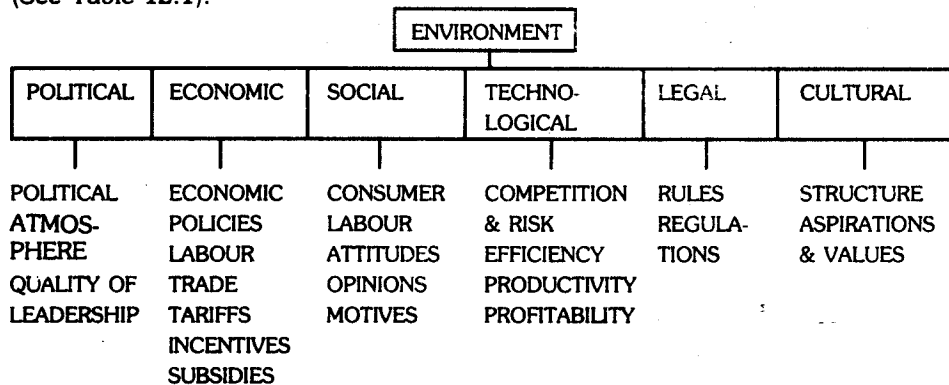 (See Table 12.1).
ENVIRONMENT
POLITICAL ECONOMIC SOCIAL TECHNO- LEGAL CULTURAL
LOGICAL
POLITICAL ECONOMIC CONSUMER COMPETITION RULES STRUCTURE
ATMOS- POLICIES LABOUR & RISK REGULA- ASPIRATIONS
PHERE LABOUR ATTITUDES EFFICIENCY TIONS & VALUES
QUALITY OF TRADE OPINIONS PRODUCTIVITY
LEADERSHIP TARIFFS MOTIVES PROFITABILITY
INCENTIVES
SUBSIDIES